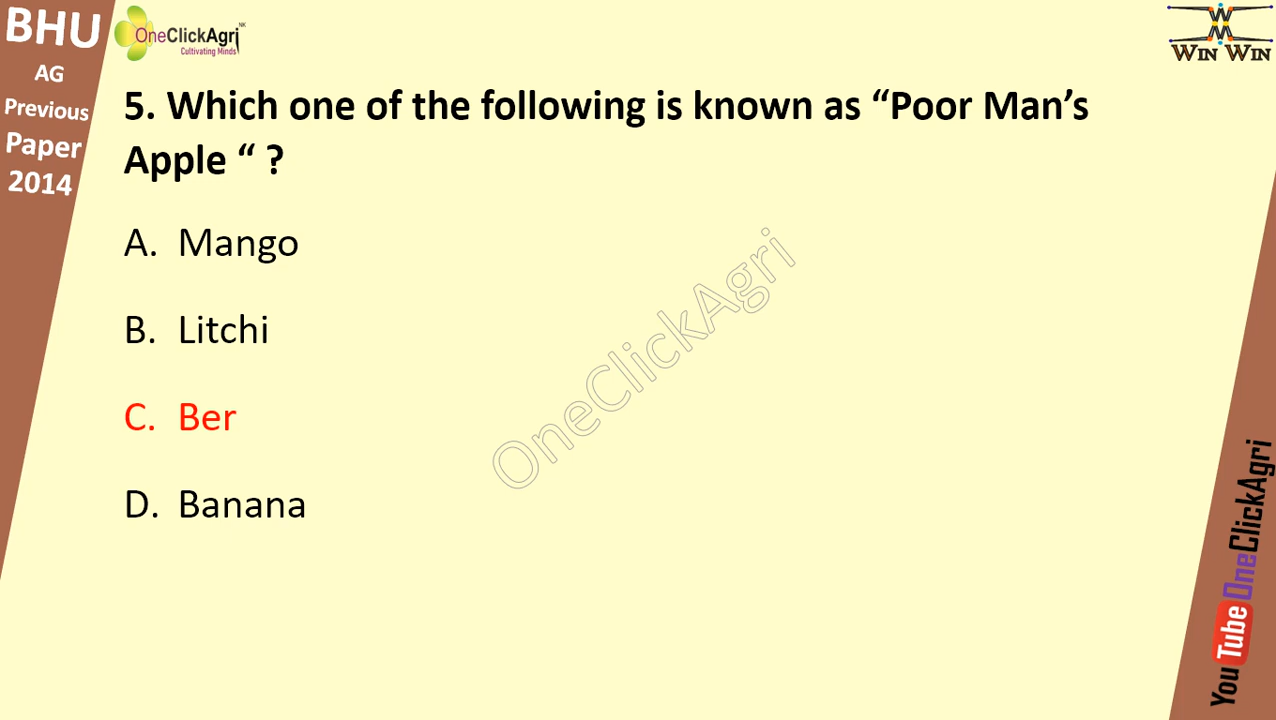 BHU
AG
Previous
Paper
2014
OneClickAgri NK
Cultivating Minds
WIN WIN
5. Which one of the following is known as “Poor Man’s
Apple “ ?
A. Mango
B. Litchi
C. Ber
D. Banana
OneClickAgri
YouTube OneClickAgri